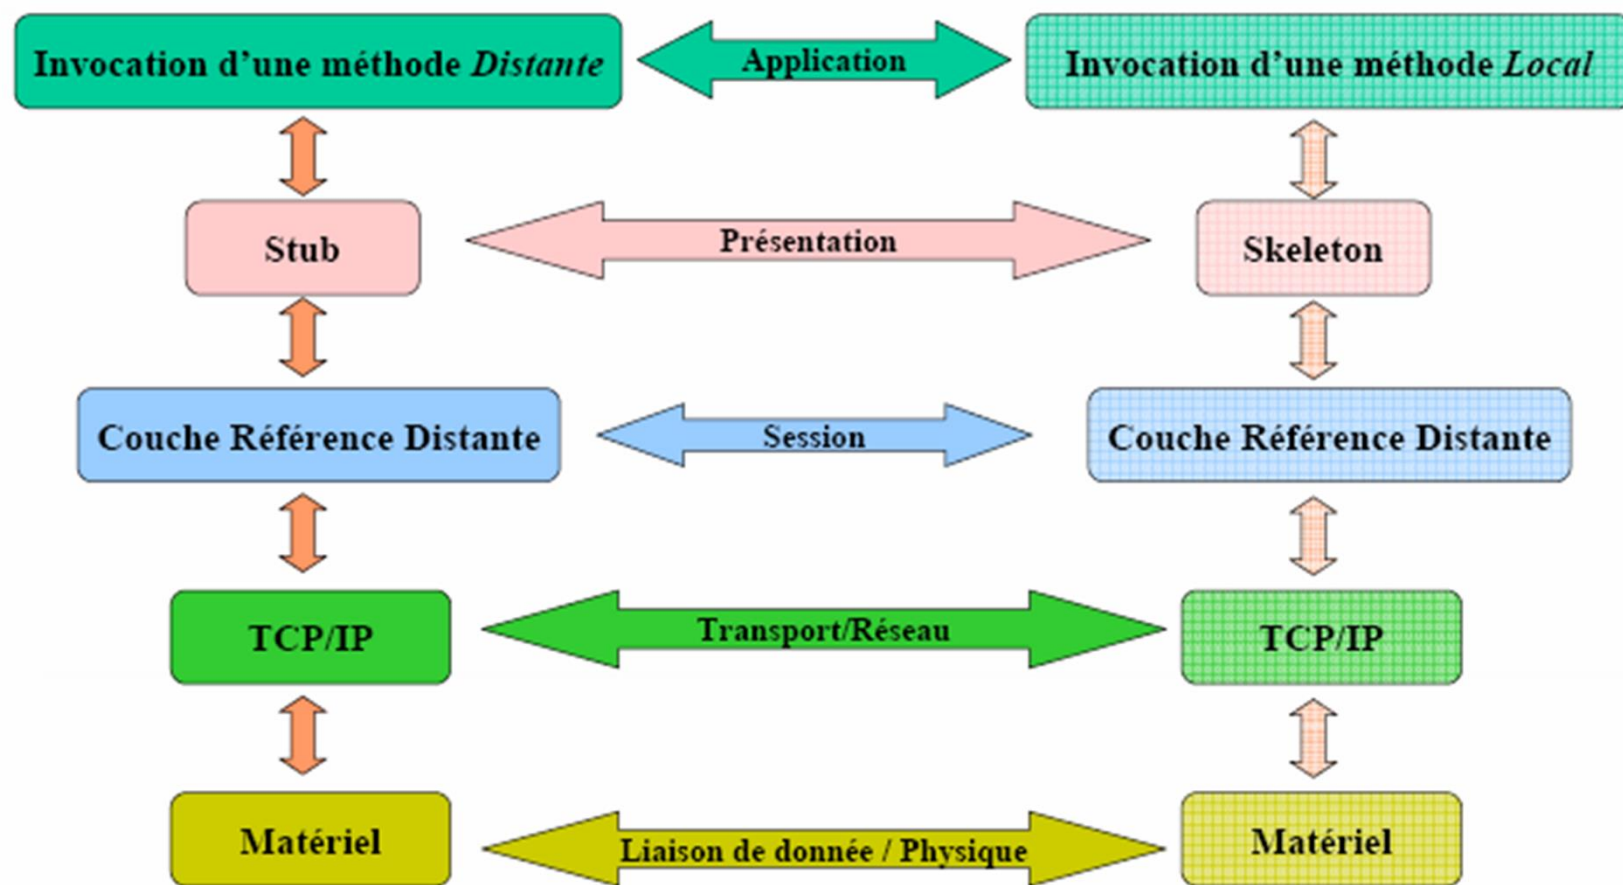 Invocation d'une méthode Distante
Application
Invocation d'une méthode Local
Stub
Présentation
Skeleton
Couche Référence Distante
Session
Couche Référence Distante
TCP/IP
Transport/Réseau
TCP/IP
Matériel
Liaison de donnée / Physique
Matériel